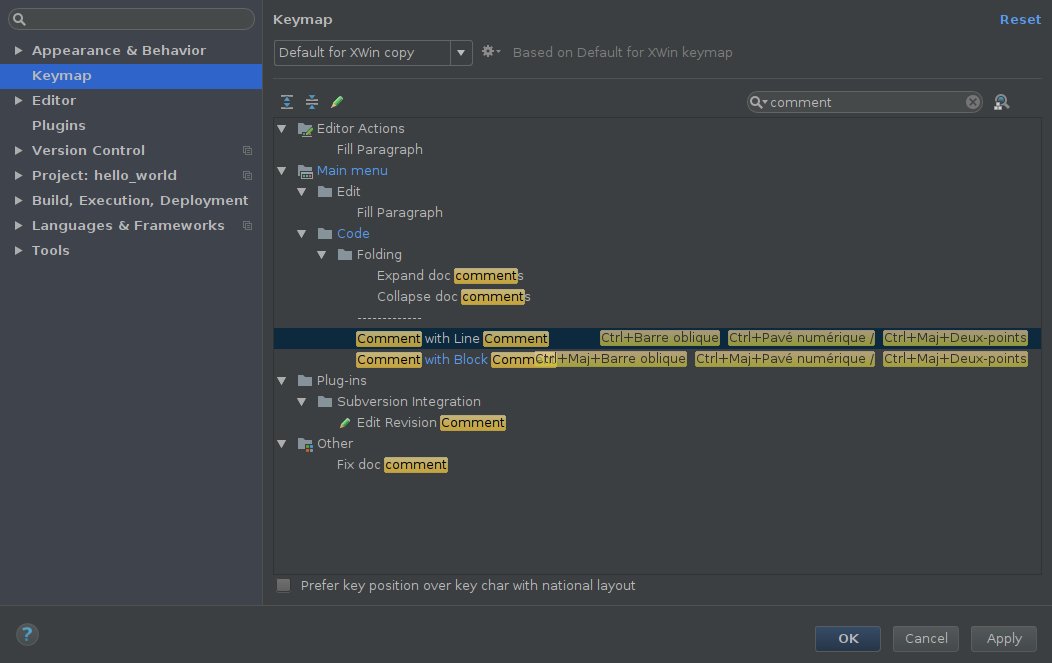 Keymap
Reset
Appearance & Behavior
Keymap
Editor
Plugins
Version Control
Project: hello_world
Build, Execution, Deployment
Languages & Frameworks
Tools
Default for XWin copy
Based on Default for XWin keymap
comment
Editor Actions
Fill Paragraph
Main menu
Edit
Fill Paragraph
Code
Folding
Expand doc comments
Collapse doc comments
-------------
Comment with Line Comment Ctrl+Barre oblique Ctrl+Pavé numérique / Ctrl+Maj+Deux-points
Comment with Block Comm Ctrl+Maj+Barre oblique Ctrl+Maj+Pavé numérique / Ctrl+Maj+Deux-points
Plug-ins
Subversion Integration
Edit Revision Comment
Other
Fix doc comment
Prefer key position over key char with national layout
?
OK
Cancel
Apply